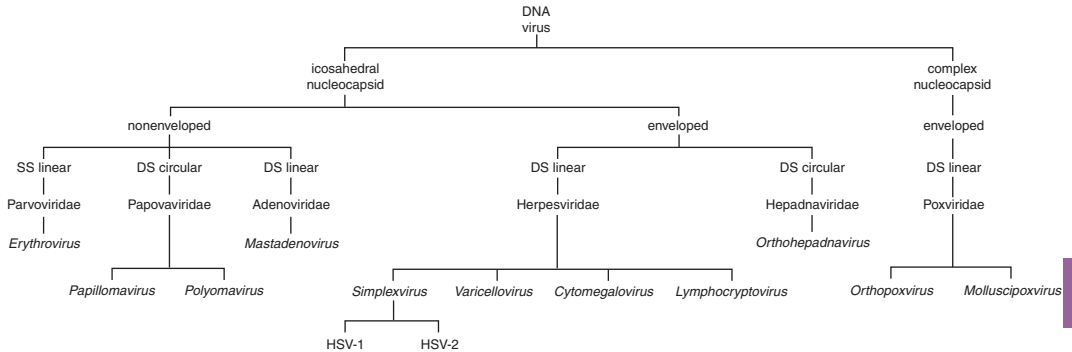 DNA
virus
icosahedral
nucleocapsid
complex
nucleocapsid
nonenveloped
enveloped
enveloped
SS linear
DS circular
DS linear
DS linear
DS circular
DS linear
Parvoviridae
Papovaviridae
Adenoviridae
Herpesviridae
Hepadnaviridae
Poxviridae
Erythrovirus
Mastadenovirus
Orthohepadnavirus
Papillomavirus
Polyomavirus
Simplexvirus
Varicellovirus
Cytomegalovirus
Lymphocryptovirus
Orthopoxvirus
Molluscipoxvirus
HSV-1
HSV-2